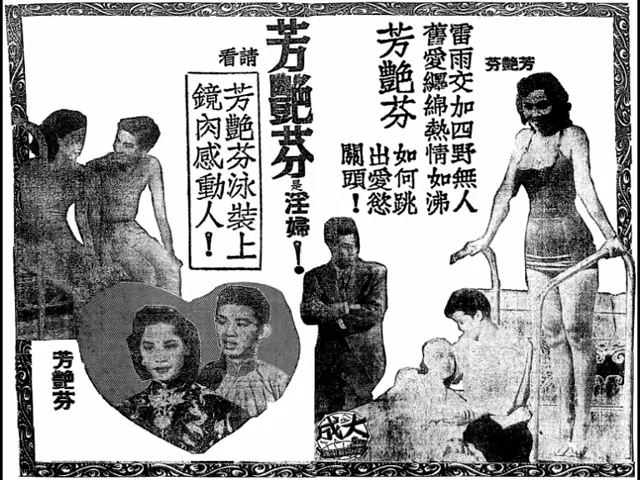 芳艷芬
雷雨交加四野無人
舊愛纏綿熱情如沸
芳艷芬
如何跳
出愛慾
關頭！
請看
芳艷芬是淫婦！
芳艷芬泳裝上
鏡肉感動人！
芳艷芬
大成